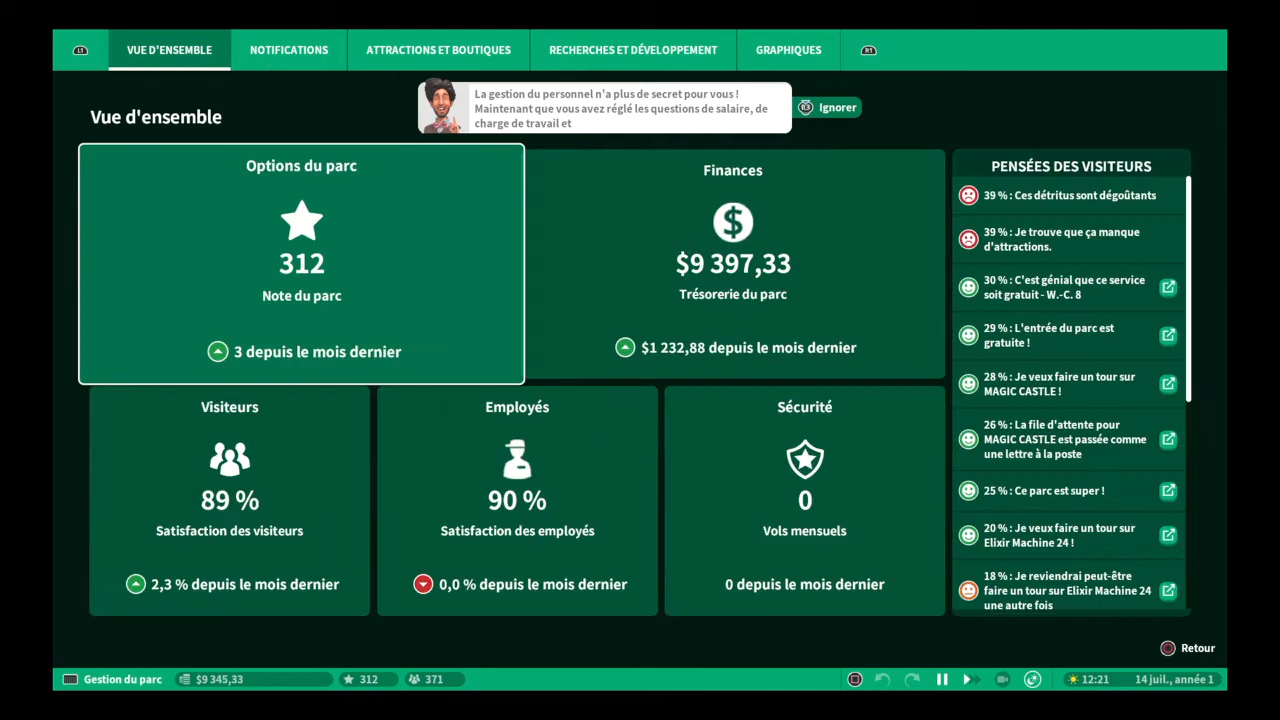 L1
VUE D'ENSEMBLE
NOTIFICATIONS
ATTRACTIONS ET BOUTIQUES
RECHERCHES ET DÉVELOPPEMENT
GRAPHIQUES
R1
Vue d'ensemble
La gestion du personnel n'a plus de secret pour vous !
Maintenant que vous avez réglé les questions de salaire, de
charge de travail et
R3 Ignorer
Options du parc
312
Note du parc
3 depuis le mois dernier
Finances
$
$9 397,33
Trésorerie du parc
$1 232,88 depuis le mois dernier
Visiteurs
89 %
Satisfaction des visiteurs
2,3 % depuis le mois dernier
Employés
90 %
Satisfaction des employés
0,0 % depuis le mois dernier
Sécurité
0
Vols mensuels
0 depuis le mois dernier
PENSÉES DES VISITEURS
39 % : Ces détritus sont dégoûtants
39 % : Je trouve que ça manque
d'attractions.
30 % : C'est génial que ce service
soit gratuit - W.-C. 8
29 % : L'entrée du parc est
gratuite !
28 % : Je veux faire un tour sur
MAGIC CASTLE !
26 % : La file d'attente pour
MAGIC CASTLE est passée comme
une lettre à la poste
25 % : Ce parc est super !
20 % : Je veux faire un tour sur
Elixir Machine 24 !
18 % : Je reviendrai peut-être
faire un tour sur Elixir Machine 24
une autre fois
Retour
Gestion du parc
$9 345,33
312
371
12:21
14 juil., année 1